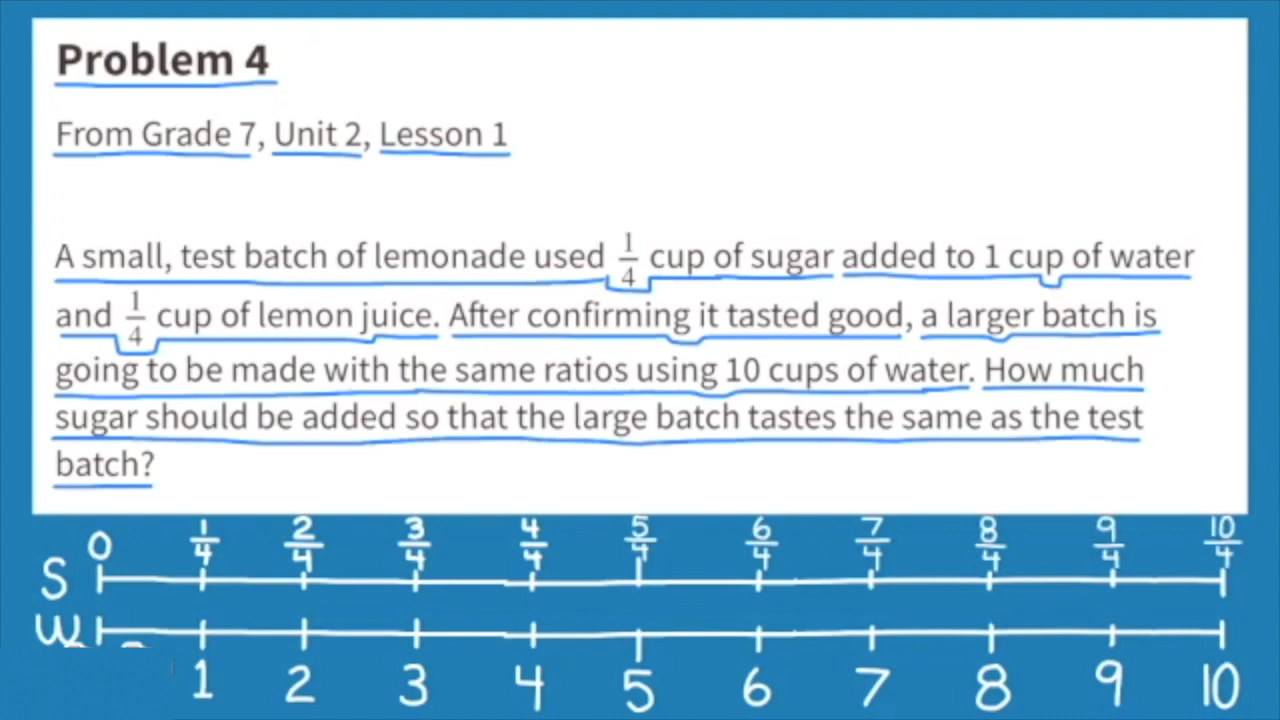 Problem 4
From Grade 7, Unit 2, Lesson 1
A small, test batch of lemonade used 1/4 cup of sugar added to 1 cup of water
and 1/4 cup of lemon juice. After confirming it tasted good, a larger batch is
going to be made with the same ratios using 10 cups of water. How much
sugar should be added so that the large batch tastes the same as the test
batch?
0 1/4 2/4 3/4 4/4 5/4 6/4 7/4 8/4 9/4 10/4
S
W
1 2 3 4 5 6 7 8 9 10